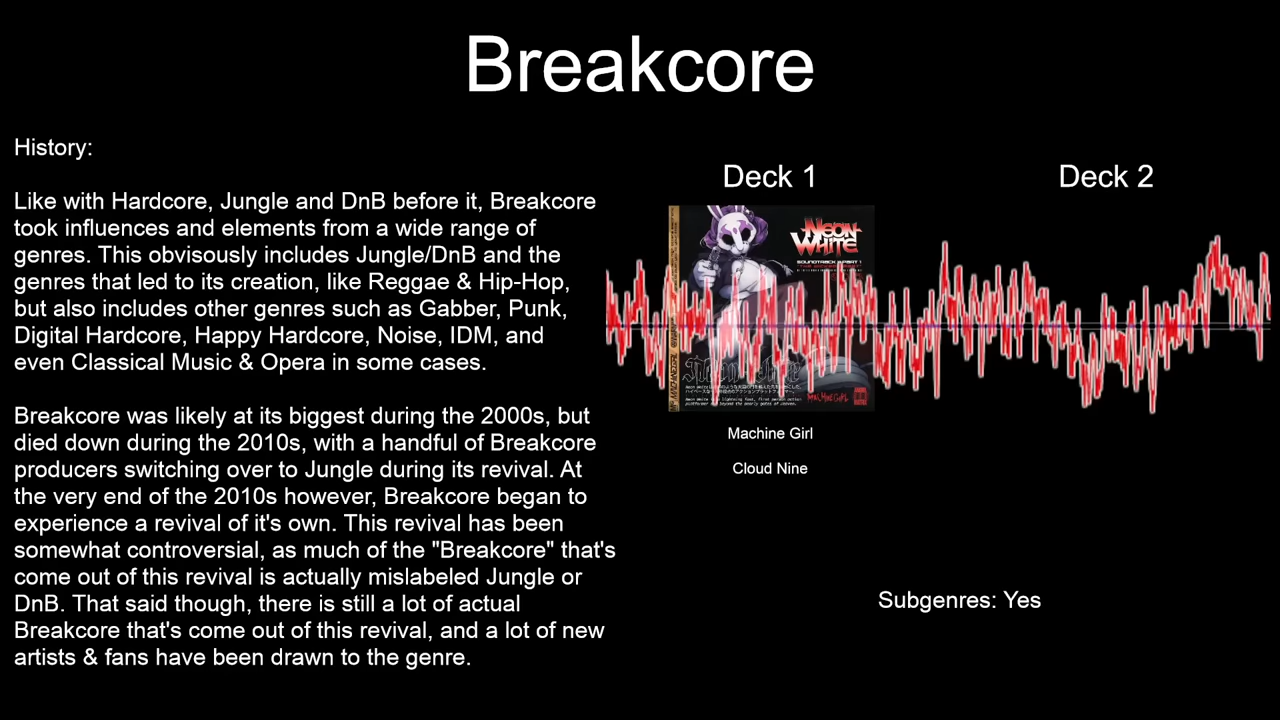 Breakcore
History:
Like with Hardcore, Jungle and DnB before it, Breakcore
took influences and elements from a wide range of
genres. This obvisously includes Jungle/DnB and the
genres that led to its creation, like Reggae & Hip-Hop,
but also includes other genres such as Gabber, Punk,
Digital Hardcore, Happy Hardcore, Noise, IDM, and
even Classical Music & Opera in some cases.
Breakcore was likely at its biggest during the 2000s, but
died down during the 2010s, with a handful of Breakcore
producers switching over to Jungle during its revival. At
the very end of the 2010s however, Breakcore began to
experience a revival of it's own. This revival has been
somewhat controversial, as much of the "Breakcore" that's
come out of this revival is actually mislabeled Jungle or
DnB. That said though, there is still a lot of actual
Breakcore that's come out of this revival, and a lot of new
artists & fans have been drawn to the genre.
Deck 1
Deck 2
NEON
WHITE
SOUNDTRACK PART 1
MACHINE GIRL
Machine Girl
Cloud Nine
Subgenres: Yes